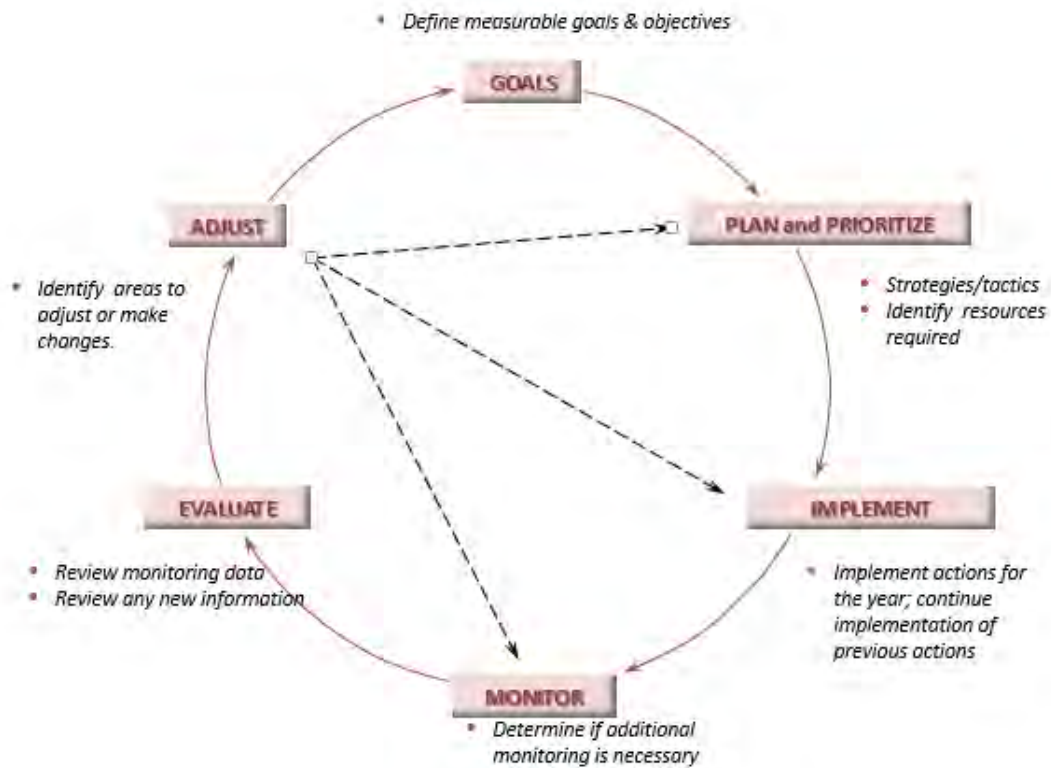 • Define measurable goals & objectives
GOALS
PLAN and PRIORITIZE
• Strategies/tactics
• Identify resources
required
IMPLEMENT
• Implement actions for
the year; continue
implementation of
previous actions
MONITOR
• Determine if additional
monitoring is necessary
EVALUATE
• Review monitoring data
• Review any new information
ADJUST
• Identify areas to
adjust or make
changes.